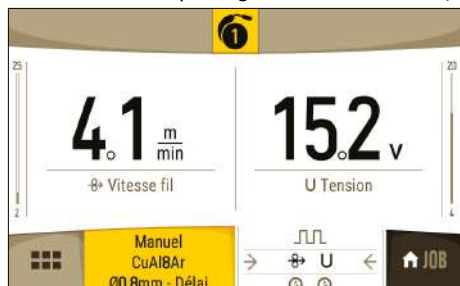 1
25
20
4.1 m/min
15.2 V
Vitesse fil
U Tension
2
4
Manuel
CuAl8Ar
Ø0.8mm - Délai
U
JOB